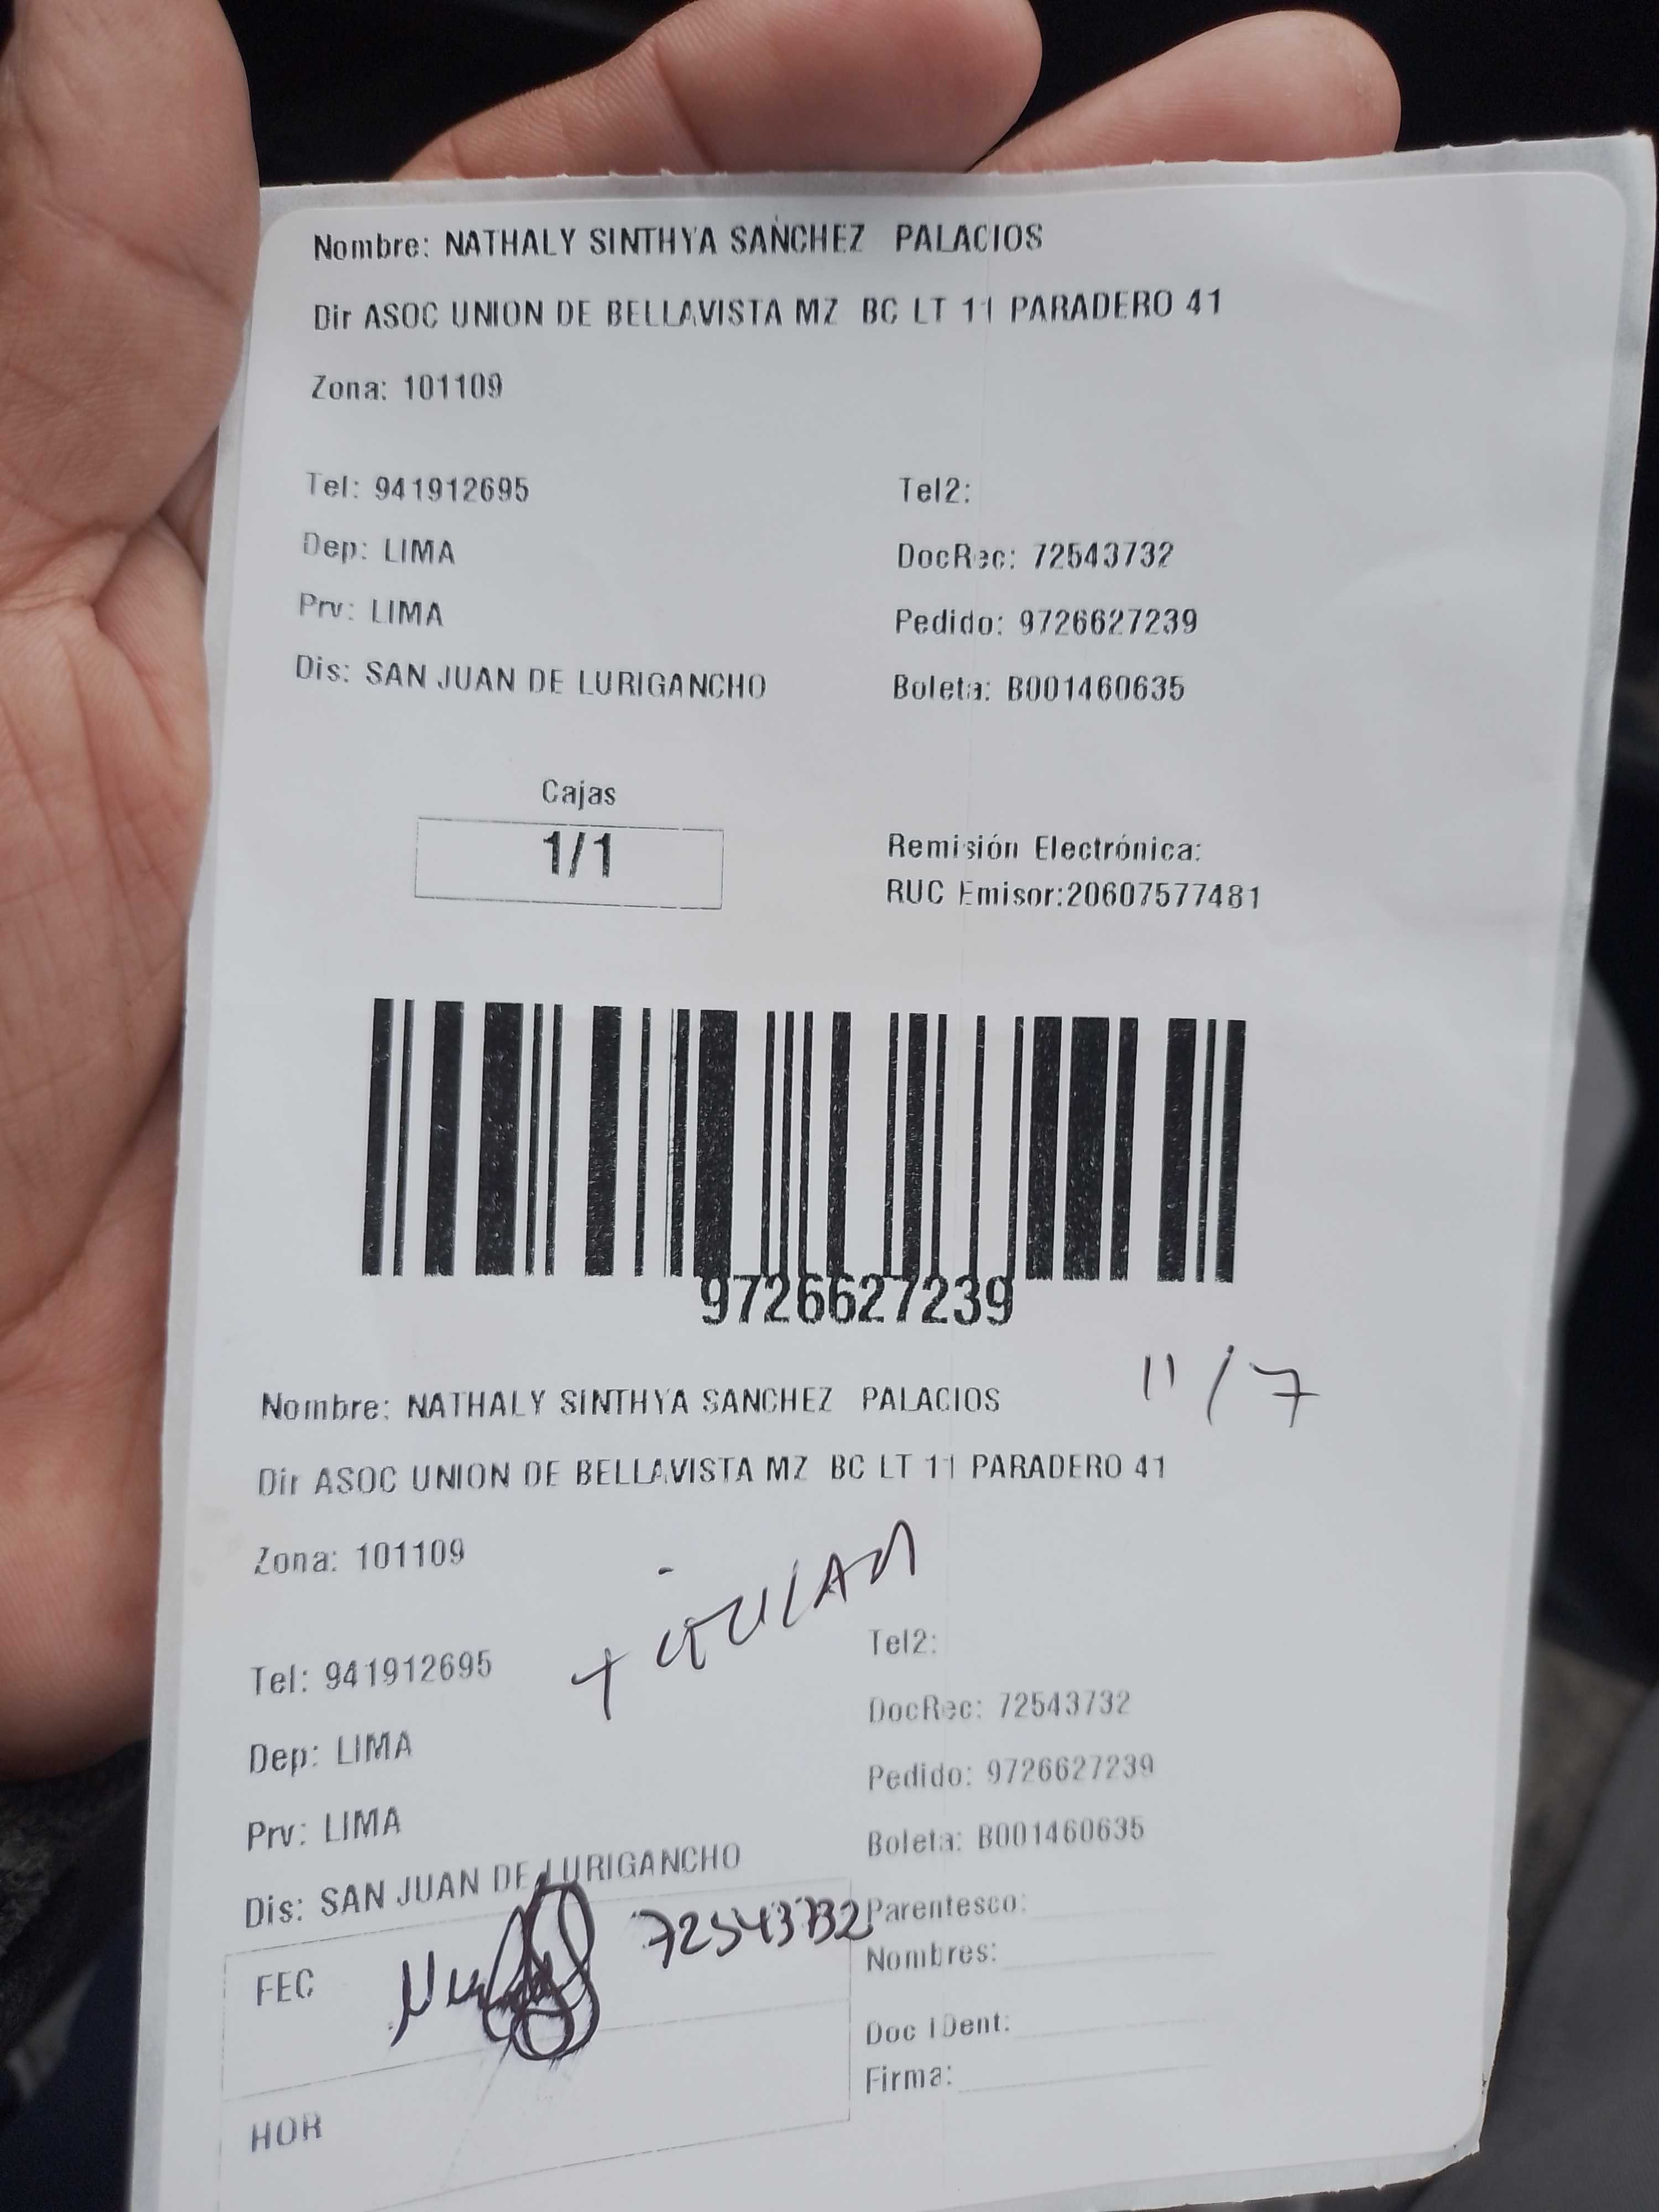 Nombre: NATHALY SINTHYA SANCHEZ PALACIOS
Dir ASOC UNION DE BELLAVISTA MZ BC LT 11 PARADERO 41
Zona: 101109
Tel: 941912695 Tel2:
Dep: LIMA DocRec: 72543732
Prv: LIMA Pedido: 9726627239
Dis: SAN JUAN DE LURIGANCHO Boleta: B001460635
Cajas
1/1
Remisión Electrónica:
RUC Emisor:20607577481
9726627239
11/7
Nombre: NATHALY SINTHYA SANCHEZ PALACIOS
Dir ASOC UNION DE BELLAVISTA MZ BC LT 11 PARADERO 41
Zona: 101109
Tel: 941912695 Tel2:
Dep: LIMA DocRec: 72543732
Prv: LIMA Pedido: 9726627239
Dis: SAN JUAN DE LURIGANCHO Boleta: B001460635
72543732
Parentesco:
FEC
Nombres:
Doc IDent:
Firma:
HOR